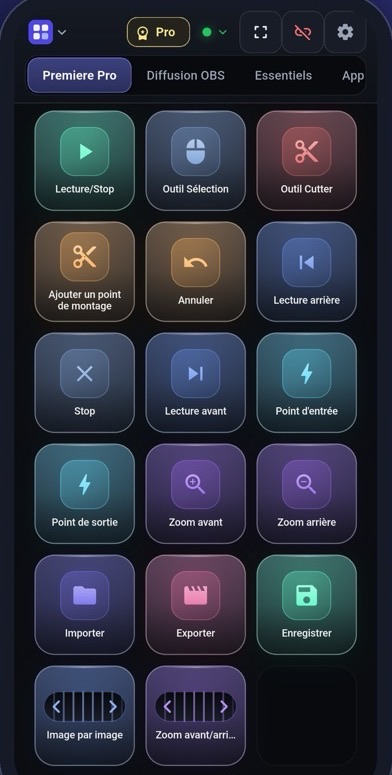 Pro
Premiere Pro
Diffusion OBS
Essentiels
App
Lecture/Stop
Outil Sélection
Outil Cutter
Ajouter un point
de montage
Annuler
Lecture arrière
Stop
Lecture avant
Point d'entrée
Point de sortie
Zoom avant
Zoom arrière
Importer
Exporter
Enregistrer
Image par image
Zoom avant/arri...